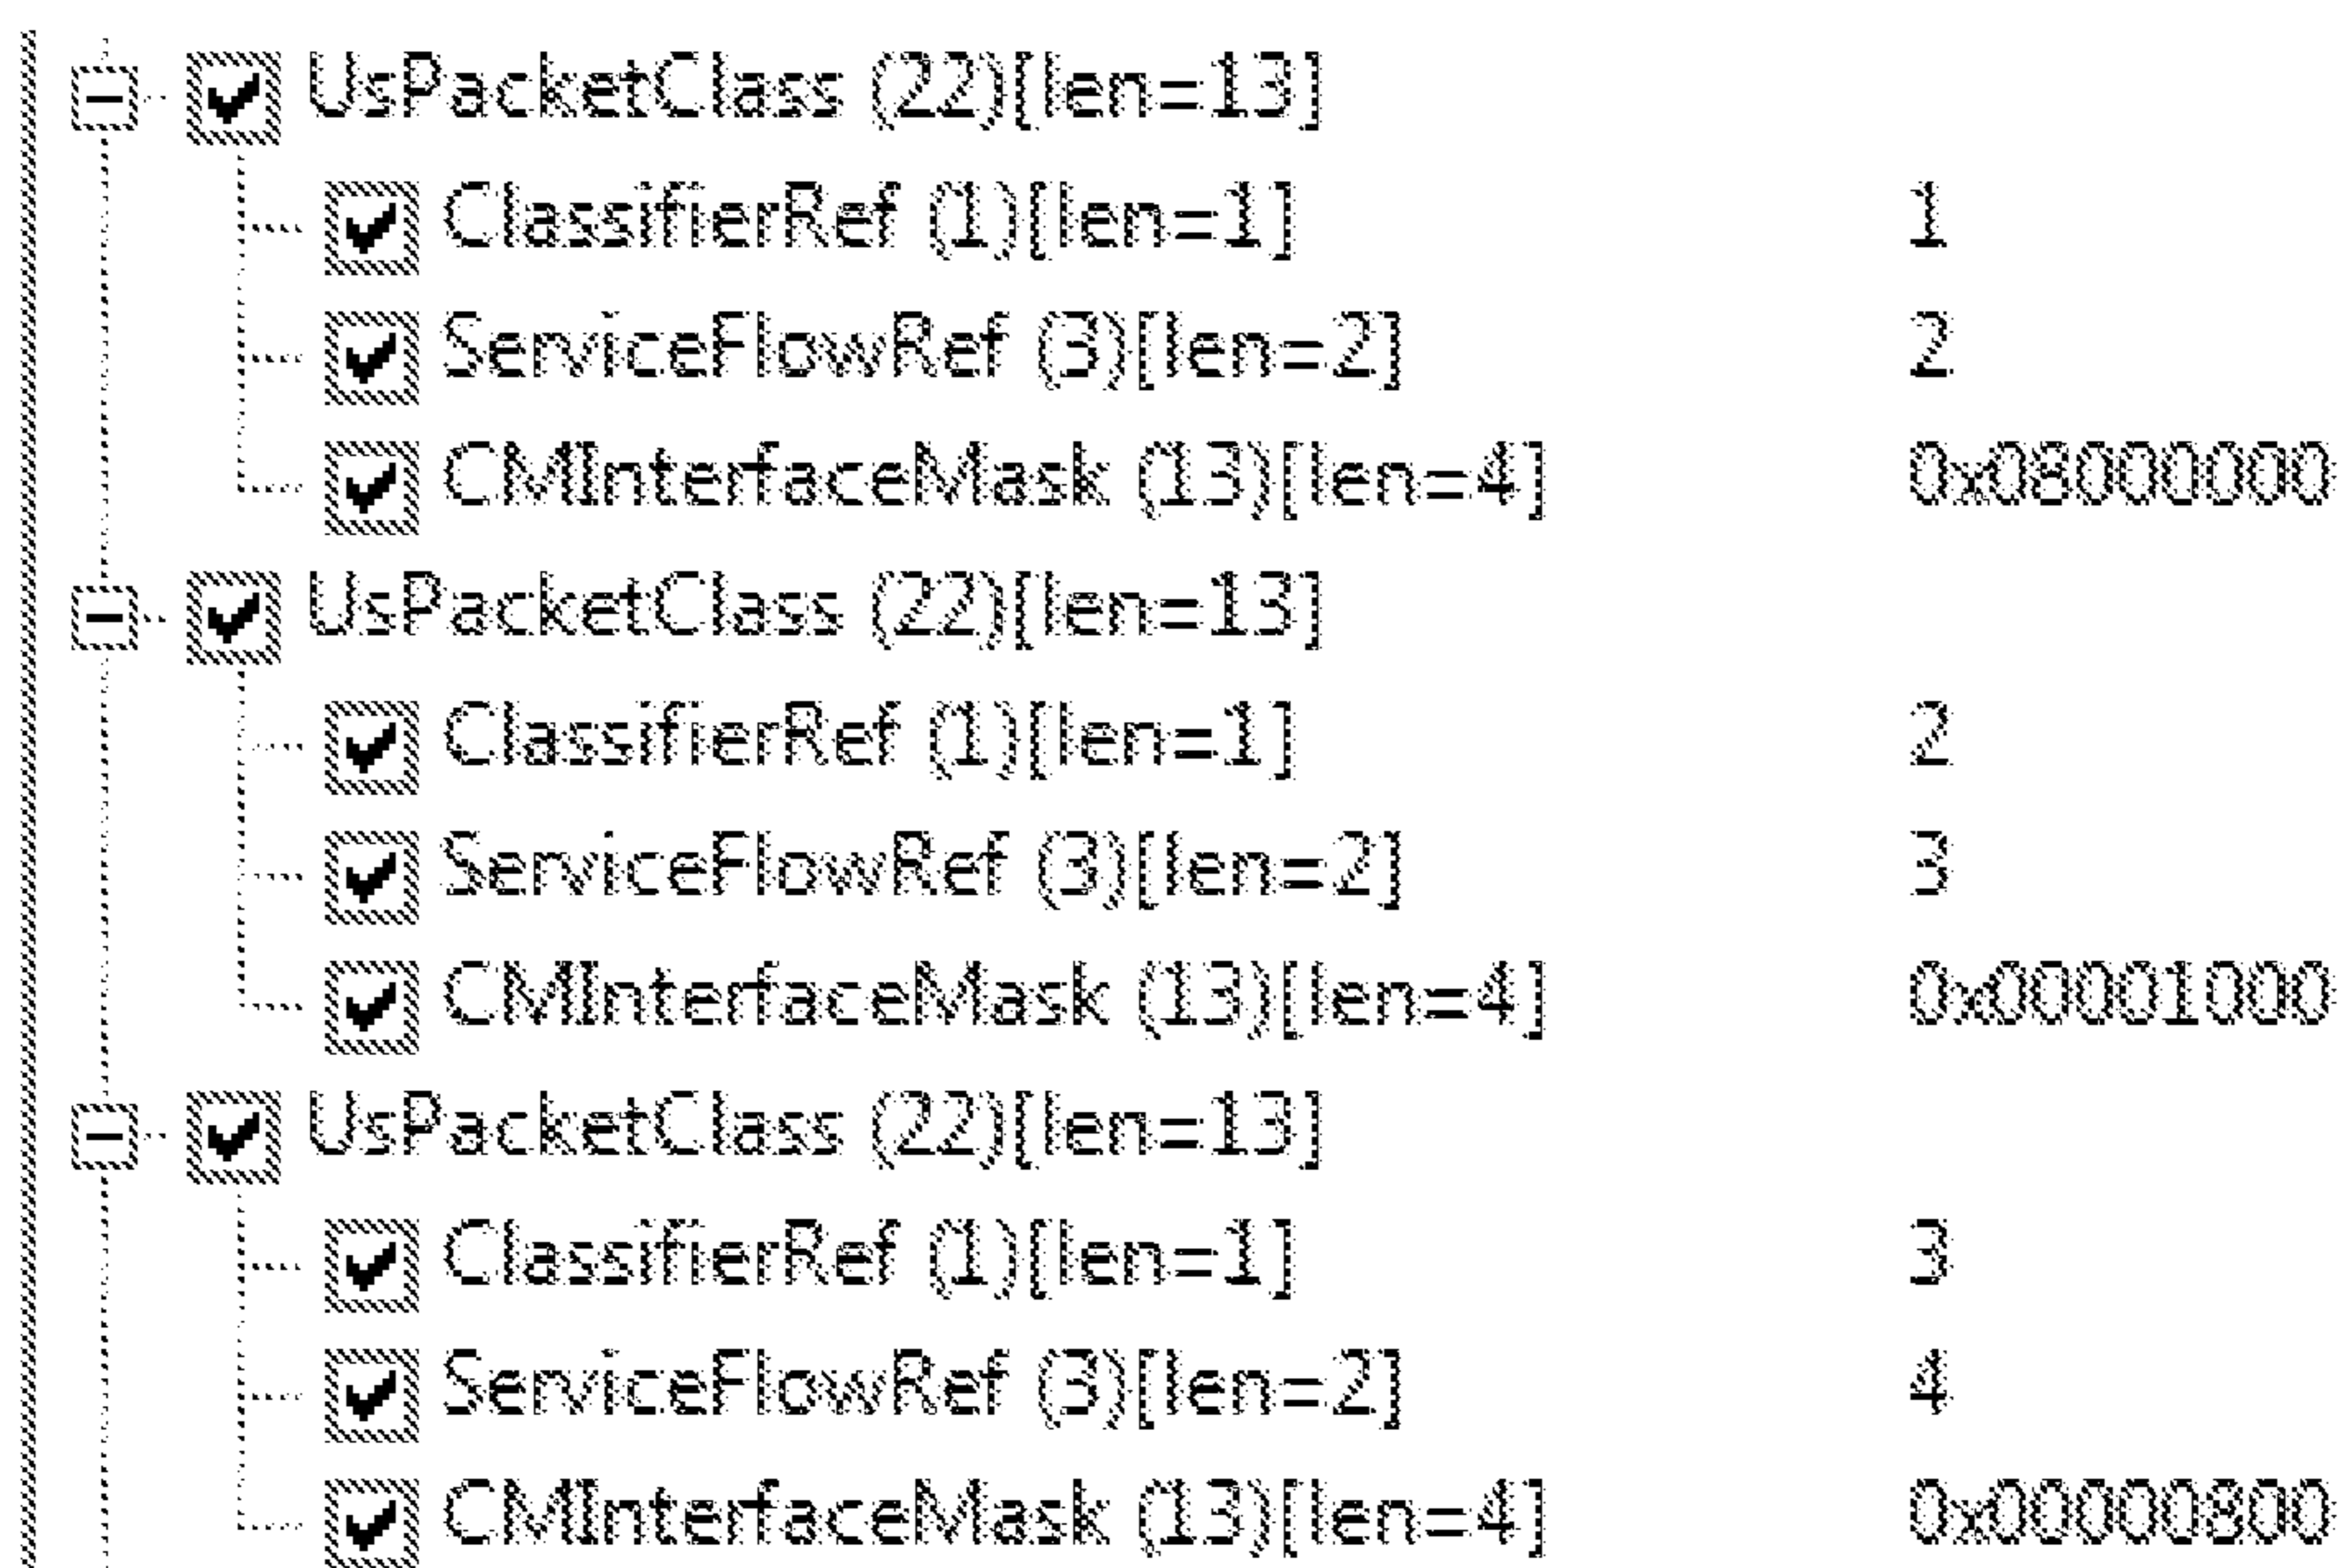 UsPacketClass (22)[len=13]
ClassifierRef (1)[len=1] 1
ServiceFlowRef (3)[len=2] 2
CMInterfaceMask (13)[len=4] 0x08000000
UsPacketClass (22)[len=13]
ClassifierRef (1)[len=1] 2
ServiceFlowRef (3)[len=2] 3
CMInterfaceMask (13)[len=4] 0x00001000
UsPacketClass (22)[len=13]
ClassifierRef (1)[len=1] 3
ServiceFlowRef (3)[len=2] 4
CMInterfaceMask (13)[len=4] 0x00000800